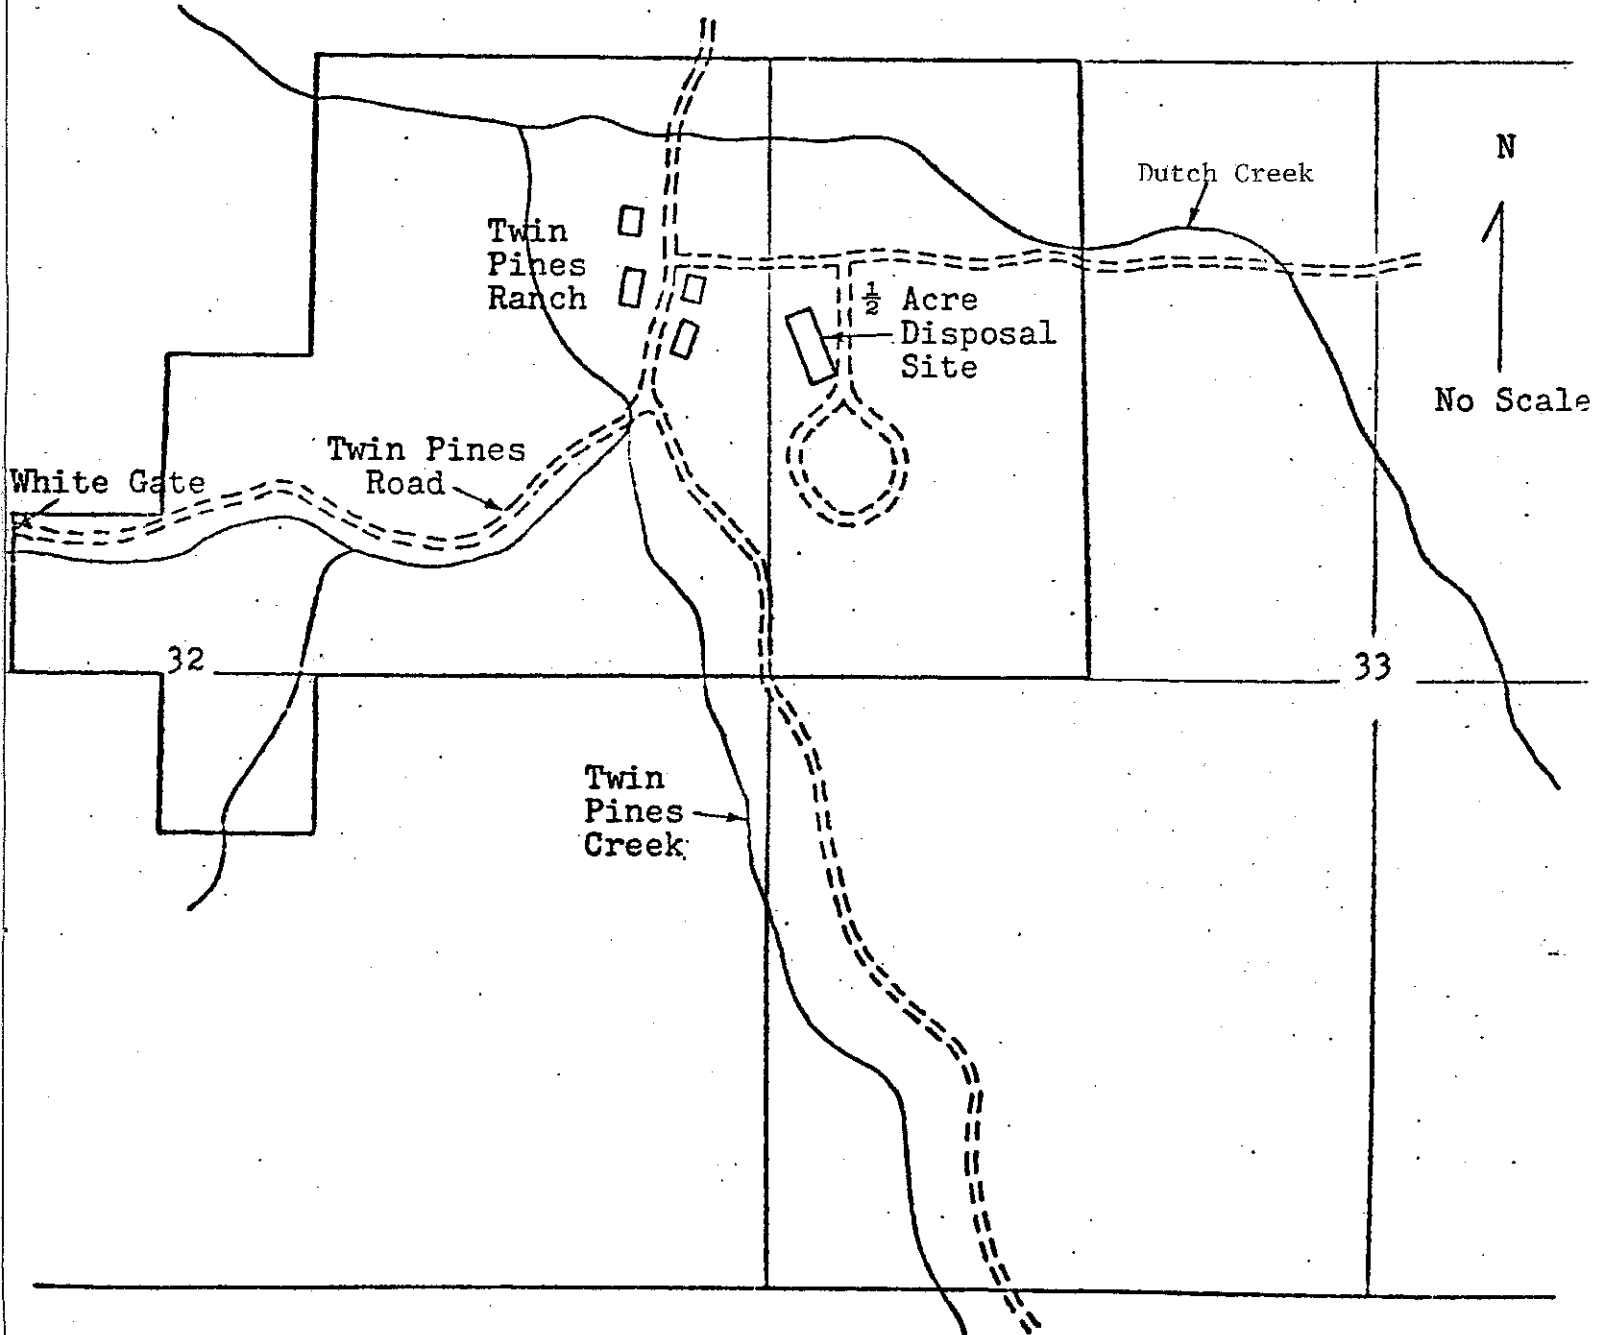 N
Dutch Creek
No Scale
Twin
Pines
Ranch
½ Acre
Disposal
Site
Twin Pines
Road
White Gate
32
33
Twin
Pines
Creek